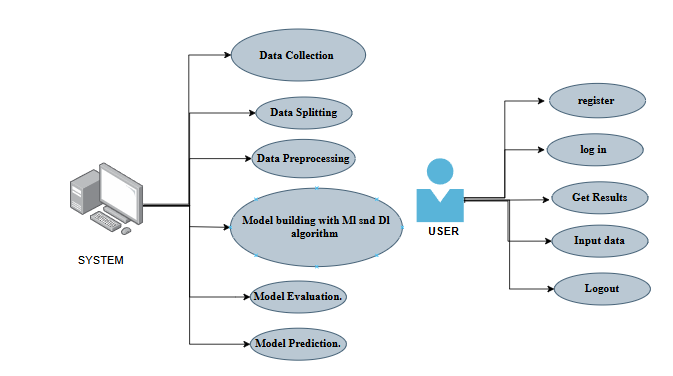 Data Collection
Data Splitting
Data Preprocessing
Model building with Ml snd Dl
algorithm
Model Evaluation.
Model Prediction.
SYSTEM
register
log in
Get Results
Input data
Logout
USER